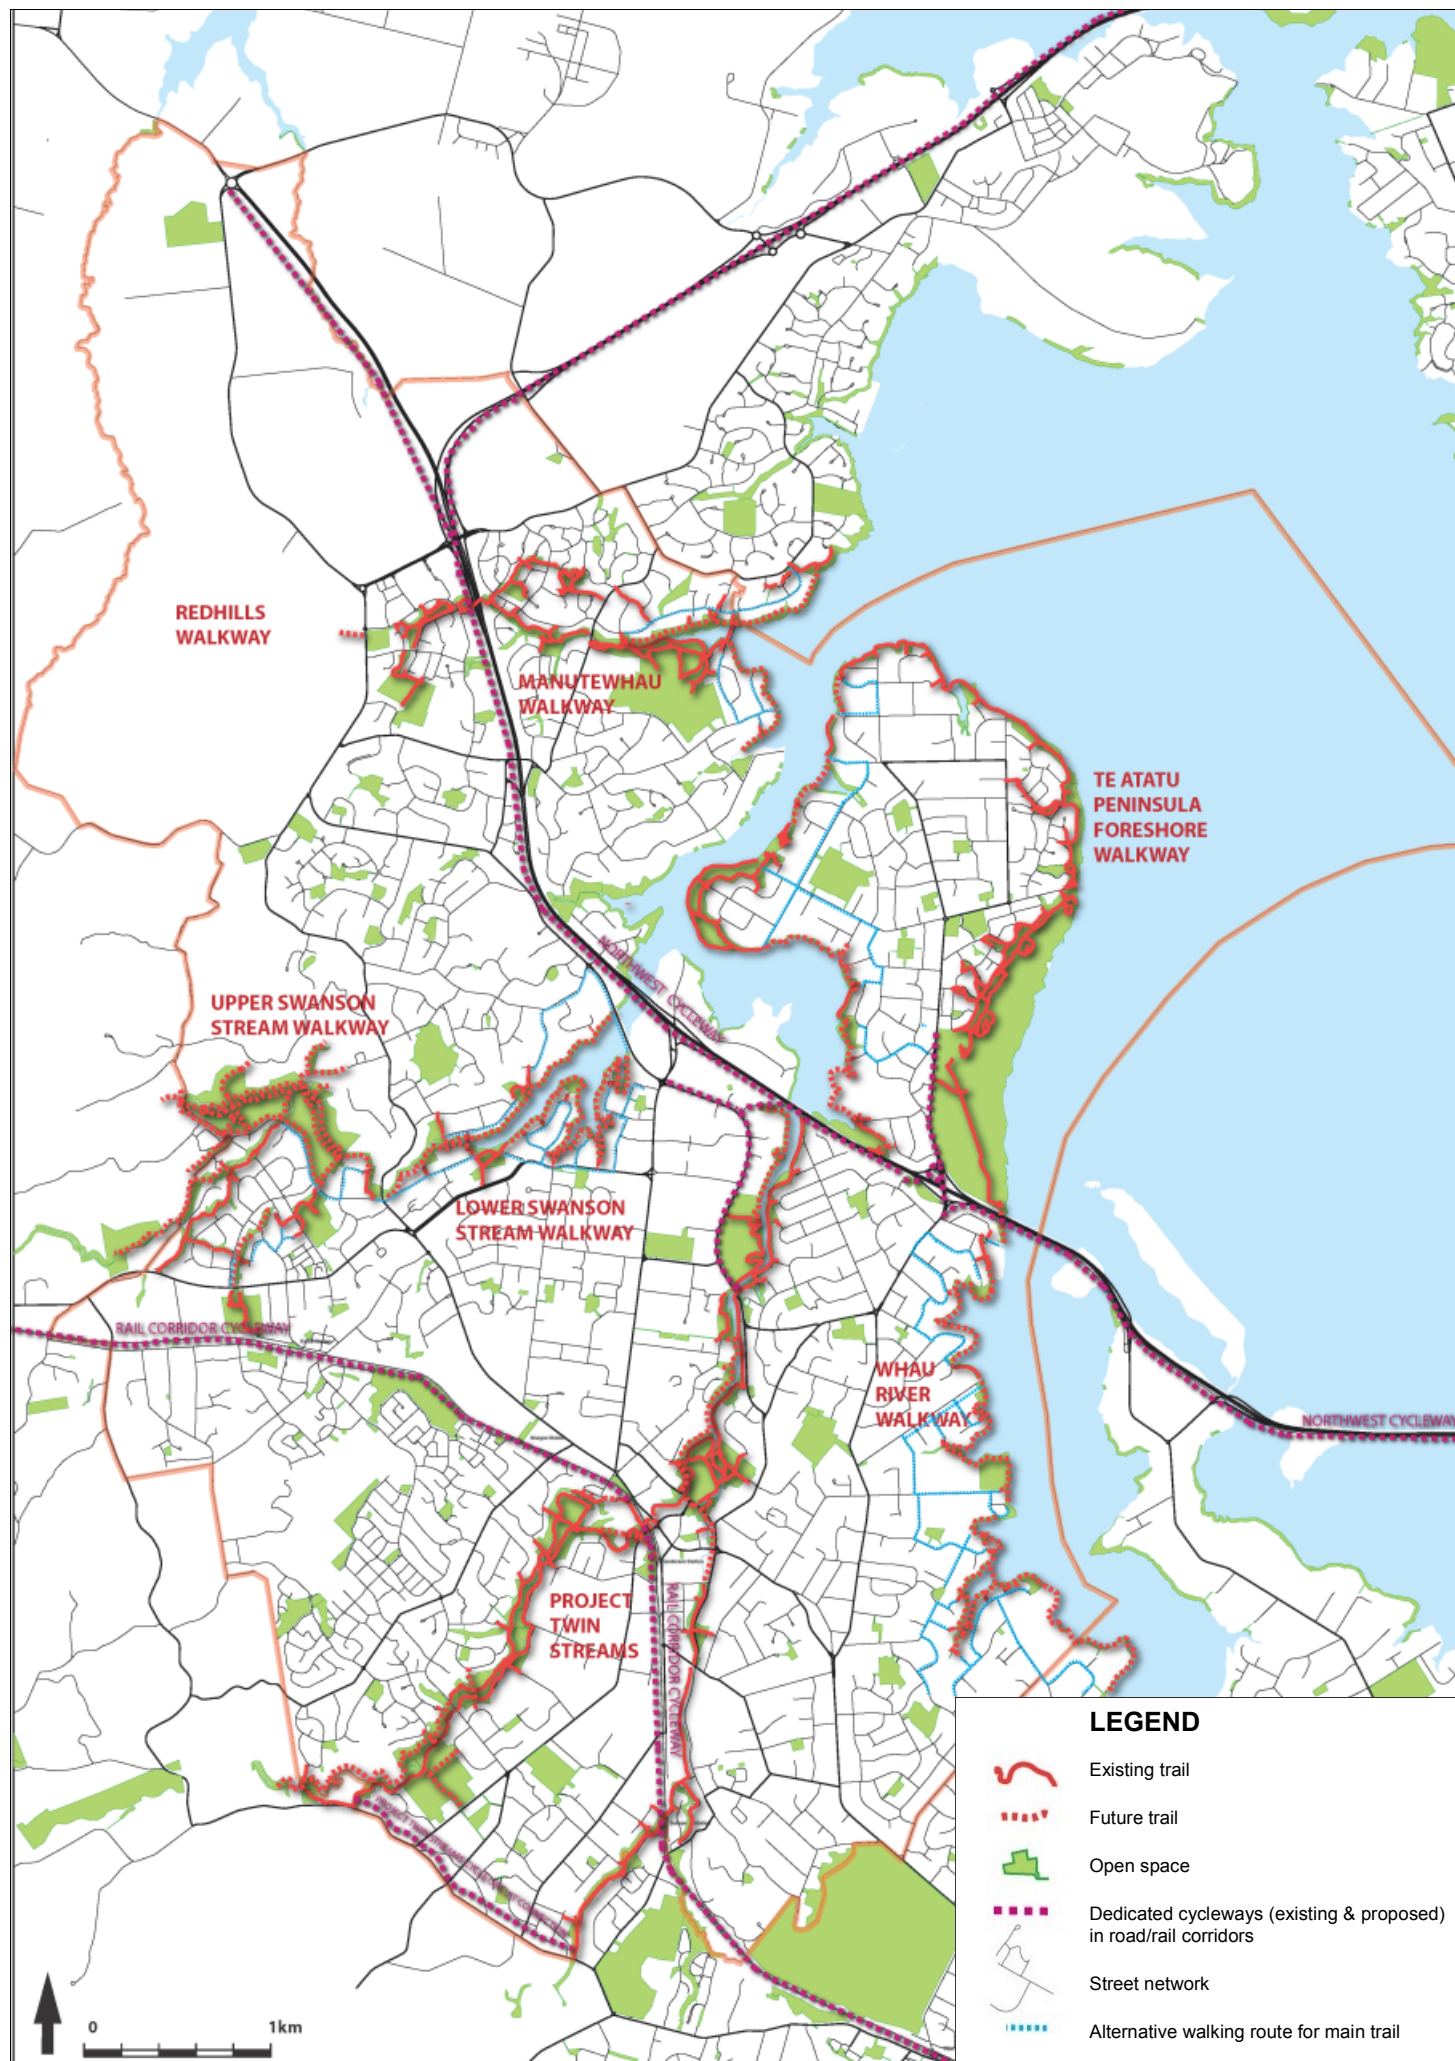 REDHILLS
WALKWAY
MANUTEWHAU
WALKWAY
TE ATATU
PENINSULA
FORESHORE
WALKWAY
NORTHWEST CYCLEWAY
UPPER SWANSON
STREAM WALKWAY
LOWER SWANSON
STREAM WALKWAY
RAIL CORRIDOR CYCLEWAY
WHAU
RIVER
WALKWAY
NORTHWEST CYCLEWAY
PROJECT
TWIN
STREAMS
RAIL CORRIDOR CYCLEWAY
LEGEND
Existing trail
Future trail
Open space
Dedicated cycleways (existing & proposed)
in road/rail corridors
Street network
Alternative walking route for main trail
0 1km